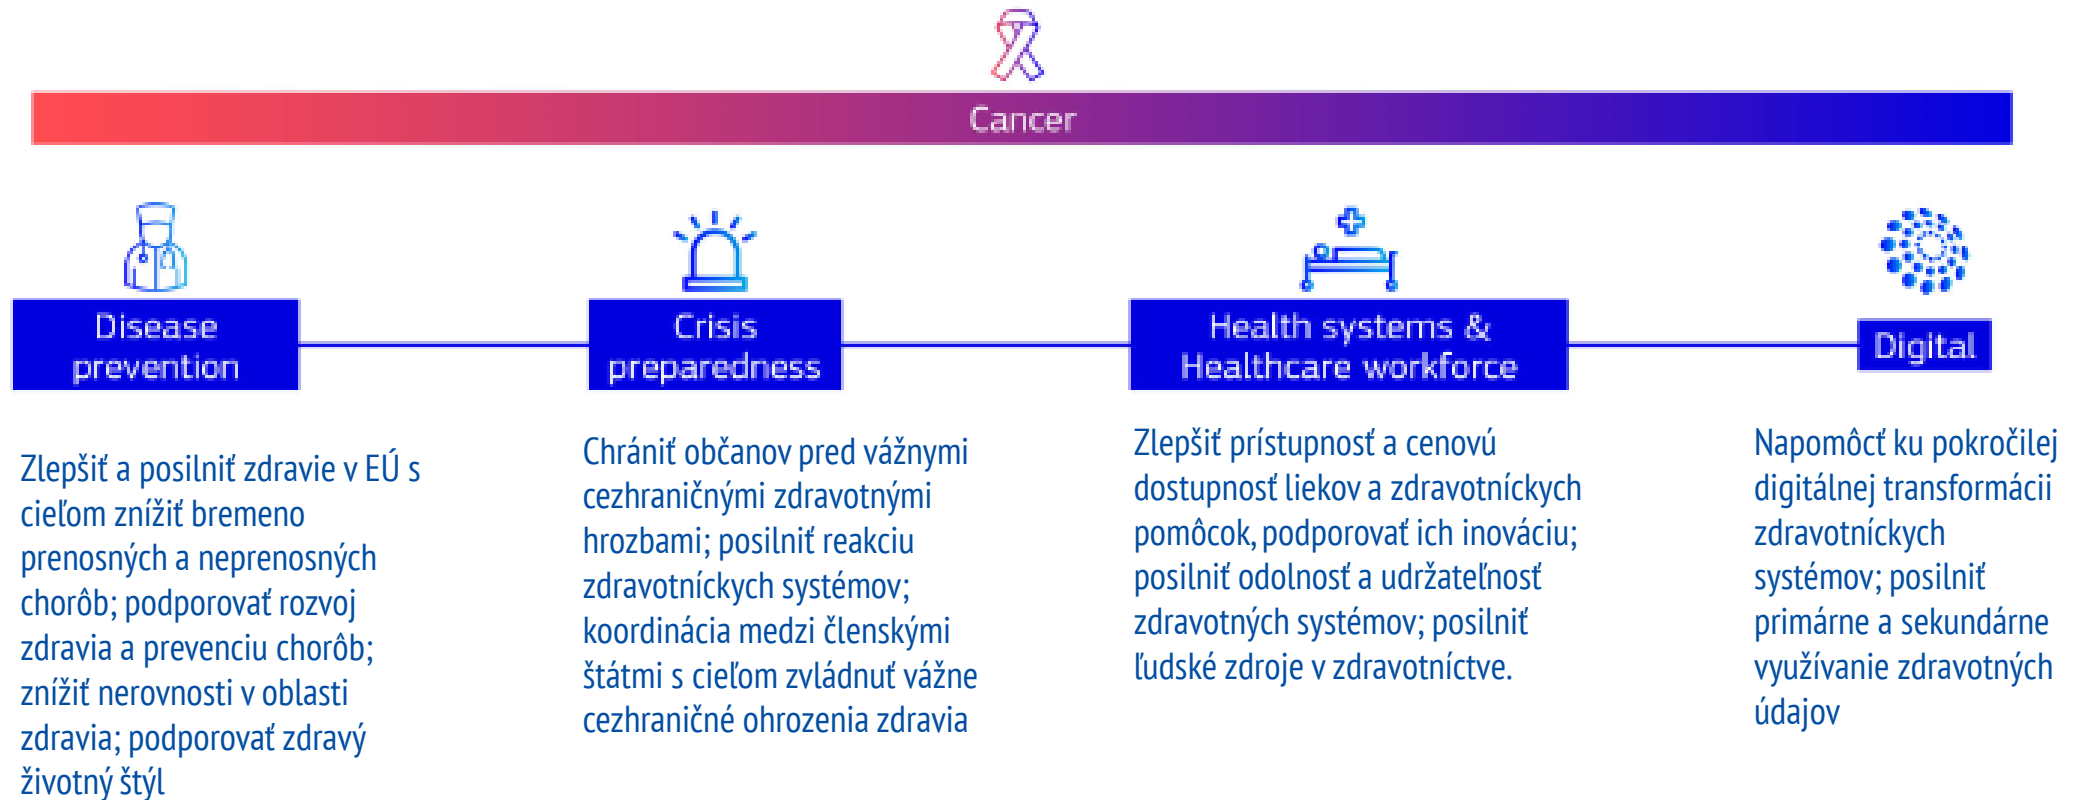 Cancer
Disease
prevention
Crisis
preparedness
Health systems &
Healthcare workforce
Digital
Zlepšiť a posilniť zdravie v EÚ s
cieľom znížiť bremeno
prenosných a neprenosných
chorôb; podporovať rozvoj
zdravia a prevenciu chorôb;
znížiť nerovnosti v oblasti
zdravia; podporovať zdravý
životný štýl
Chrániť občanov pred vážnymi
cezhraničnými zdravotnými
hrozbami; posilniť reakciu
zdravotníckych systémov;
koordinácia medzi členskými
štátmi s cieľom zvládnuť vážne
cezhraničné ohrozenia zdravia
Zlepšiť prístupnosť a cenovú
dostupnosť liekov a zdravotníckych
pomôcok, podporovať ich inováciu;
posilniť odolnosť a udržateľnosť
zdravotných systémov; posilniť
ľudské zdroje v zdravotníctve.
Napomôcť ku pokročilej
digitálnej transformácii
zdravotníckych
systémov; posilniť
primárne a sekundárne
využívanie zdravotných
údajov